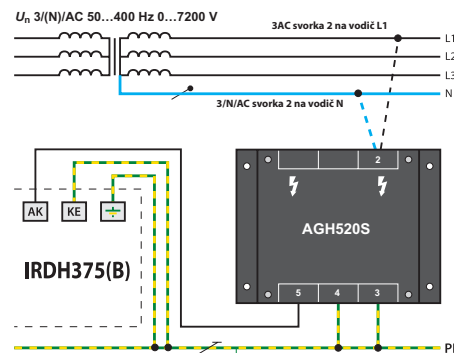 Un 3/(N)/AC 50...400 Hz 0...7200 V
3AC svorka 2 na vodič L1
L1
L2
L3
N
3/N/AC svorka 2 na vodič N
2
AK
KE
AGH520S
IRDH375(B)
5
4
3
PE